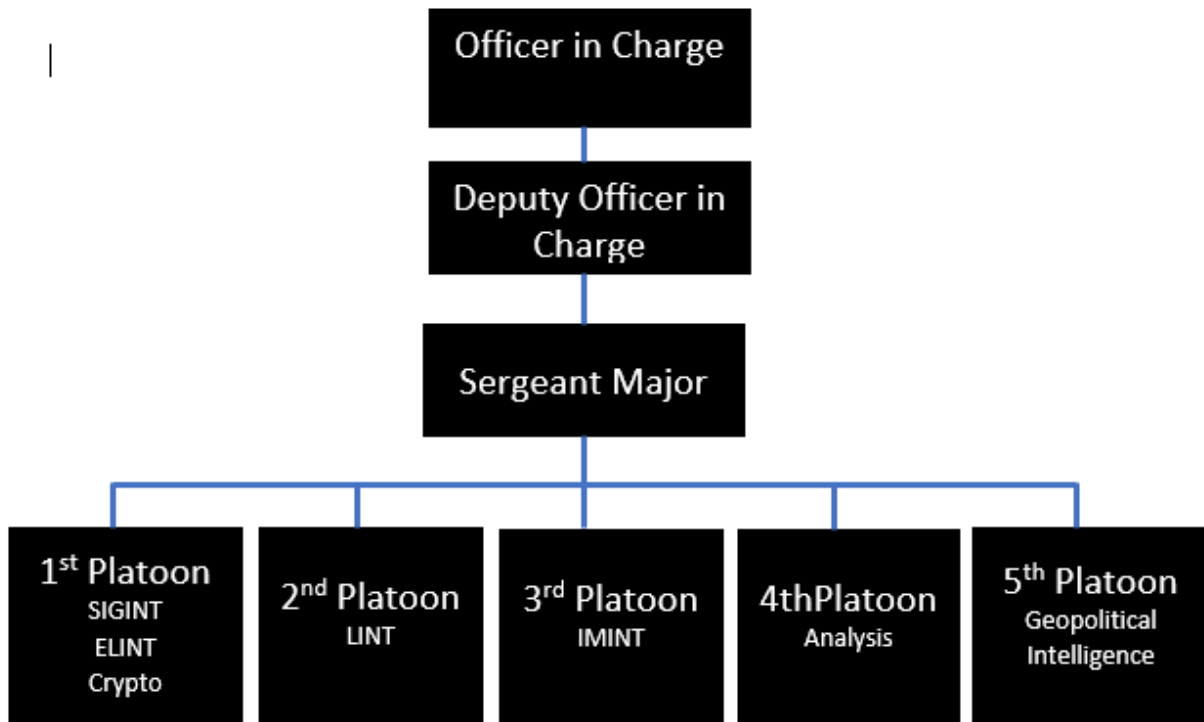 Officer in Charge
Deputy Officer in
Charge
Sergeant Major
1st Platoon
SIGINT
ELINT
Crypto
2nd Platoon
LINT
3rd Platoon
IMINT
4thPlatoon
Analysis
5th Platoon
Geopolitical
Intelligence